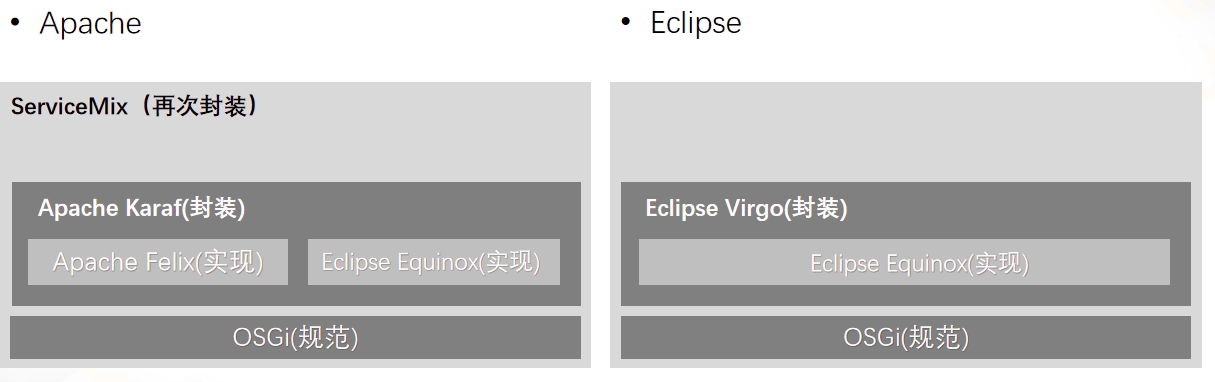 • Apache
ServiceMix（再次封装）
Apache Karaf(封装)
Apache Felix(实现)
Eclipse Equinox(实现)
OSGi(规范)
• Eclipse
Eclipse Virgo(封装)
Eclipse Equinox(实现)
OSGi(规范)